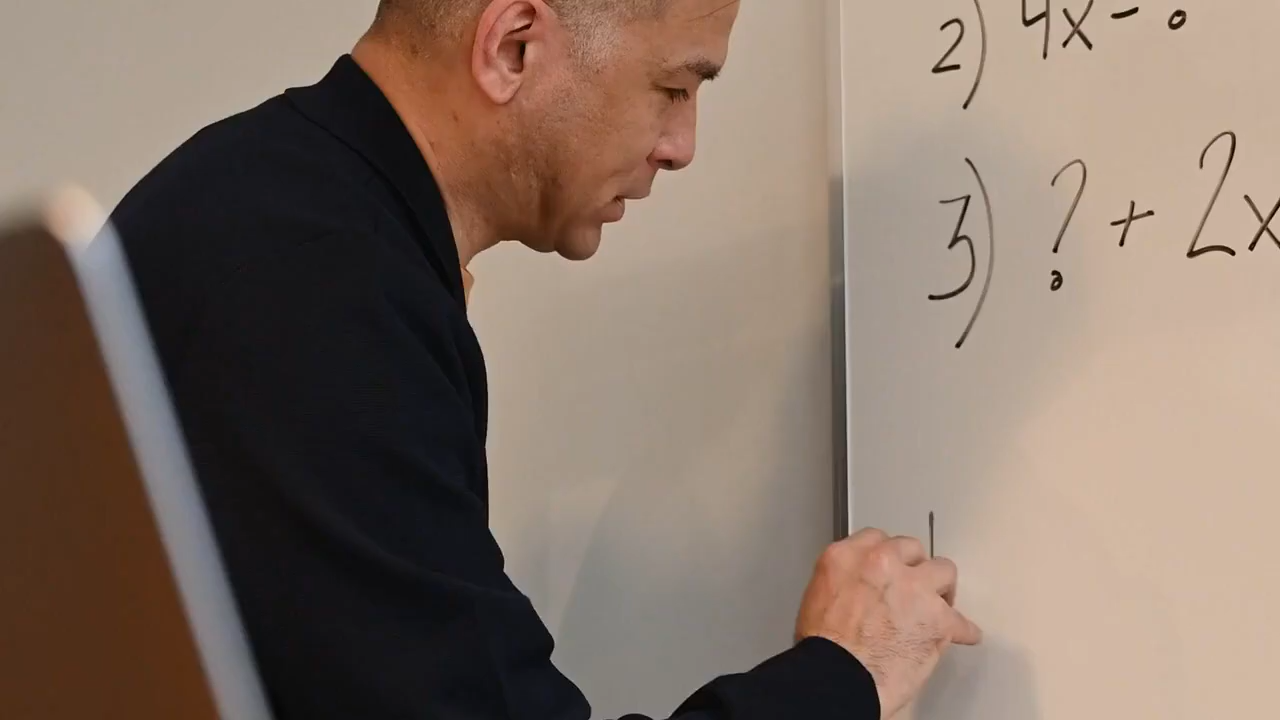 2) 4x -
3) ? + 2x